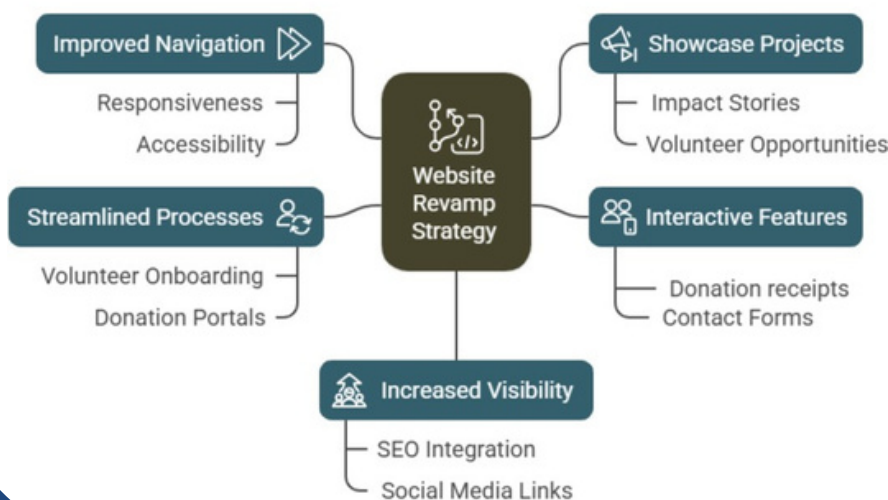 Improved Navigation
Responsiveness
Accessibility
Streamlined Processes
Volunteer Onboarding
Donation Portals
Website
Revamp
Strategy
Showcase Projects
Impact Stories
Volunteer Opportunities
Interactive Features
Donation receipts
Contact Forms
Increased Visibility
SEO Integration
Social Media Links